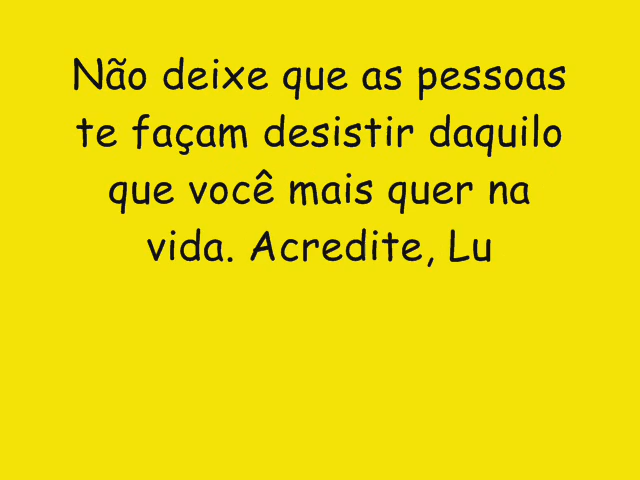 Não deixe que as pessoas
te façam desistir daquilo
que você mais quer na
vida. Acredite, Lu